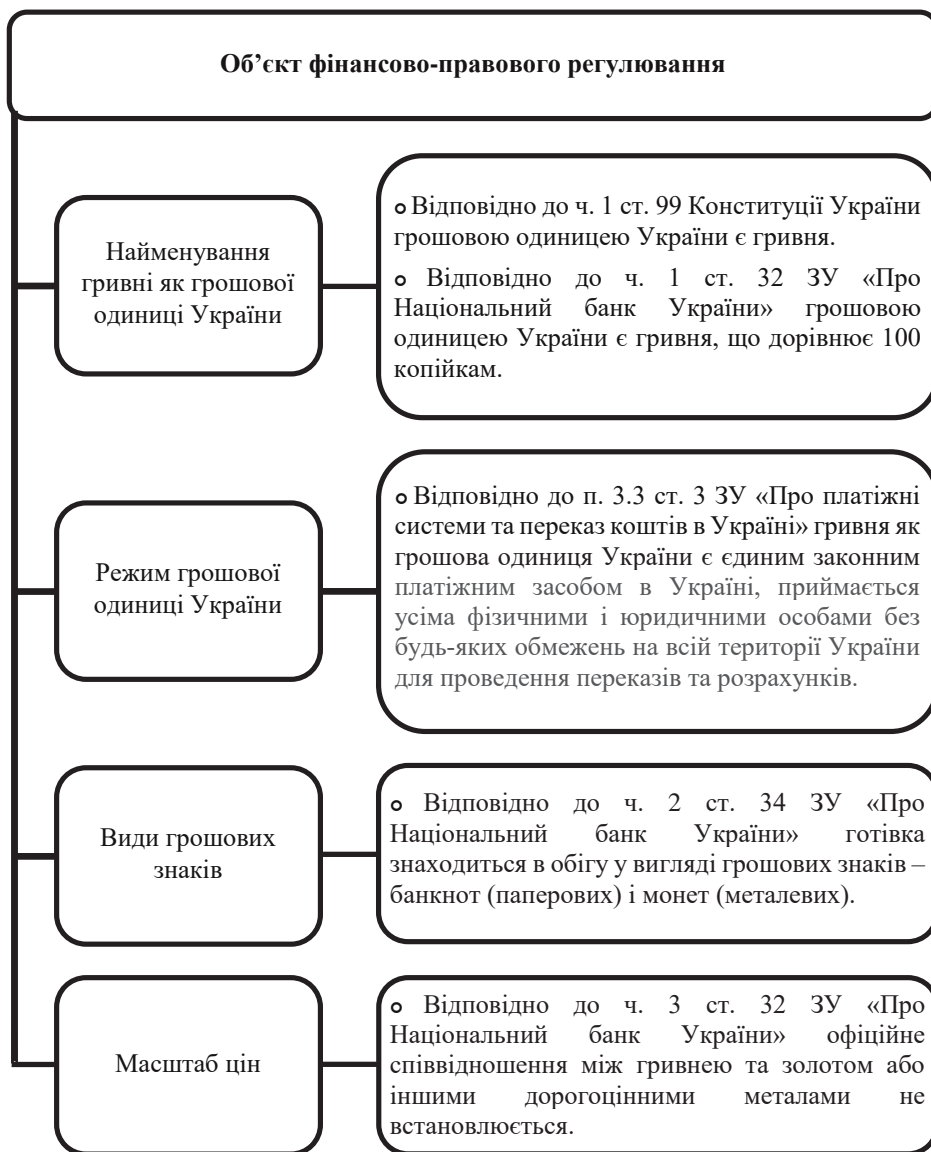 Об’єкт фінансово-правового регулювання
Найменування
гривні як грошової
одиниці України
Відповідно до ч. 1 ст. 99 Конституції України
грошовою одиницею України є гривня.
Відповідно до ч. 1 ст. 32 ЗУ «Про
Національний банк України» грошовою
одиницею України є гривня, що дорівнює 100
копійкам.
Режим грошової
одиниці України
Відповідно до п. 3.3 ст. 3 ЗУ «Про платіжні
системи та переказ коштів в Україні» гривня як
грошова одиниця України є єдиним законним
платіжним засобом в Україні, приймається
усіма фізичними і юридичними особами без
будь-яких обмежень на всій території України
для проведення переказів та розрахунків.
Види грошових
знаків
Відповідно до ч. 2 ст. 34 ЗУ «Про
Національний банк України» готівка
знаходиться в обігу у вигляді грошових знаків –
банкнот (паперових) і монет (металевих).
Масштаб цін
Відповідно до ч. 3 ст. 32 ЗУ «Про
Національний банк України» офіційне
співвідношення між гривнею та золотом або
іншими дорогоцінними металами не
встановлюється.